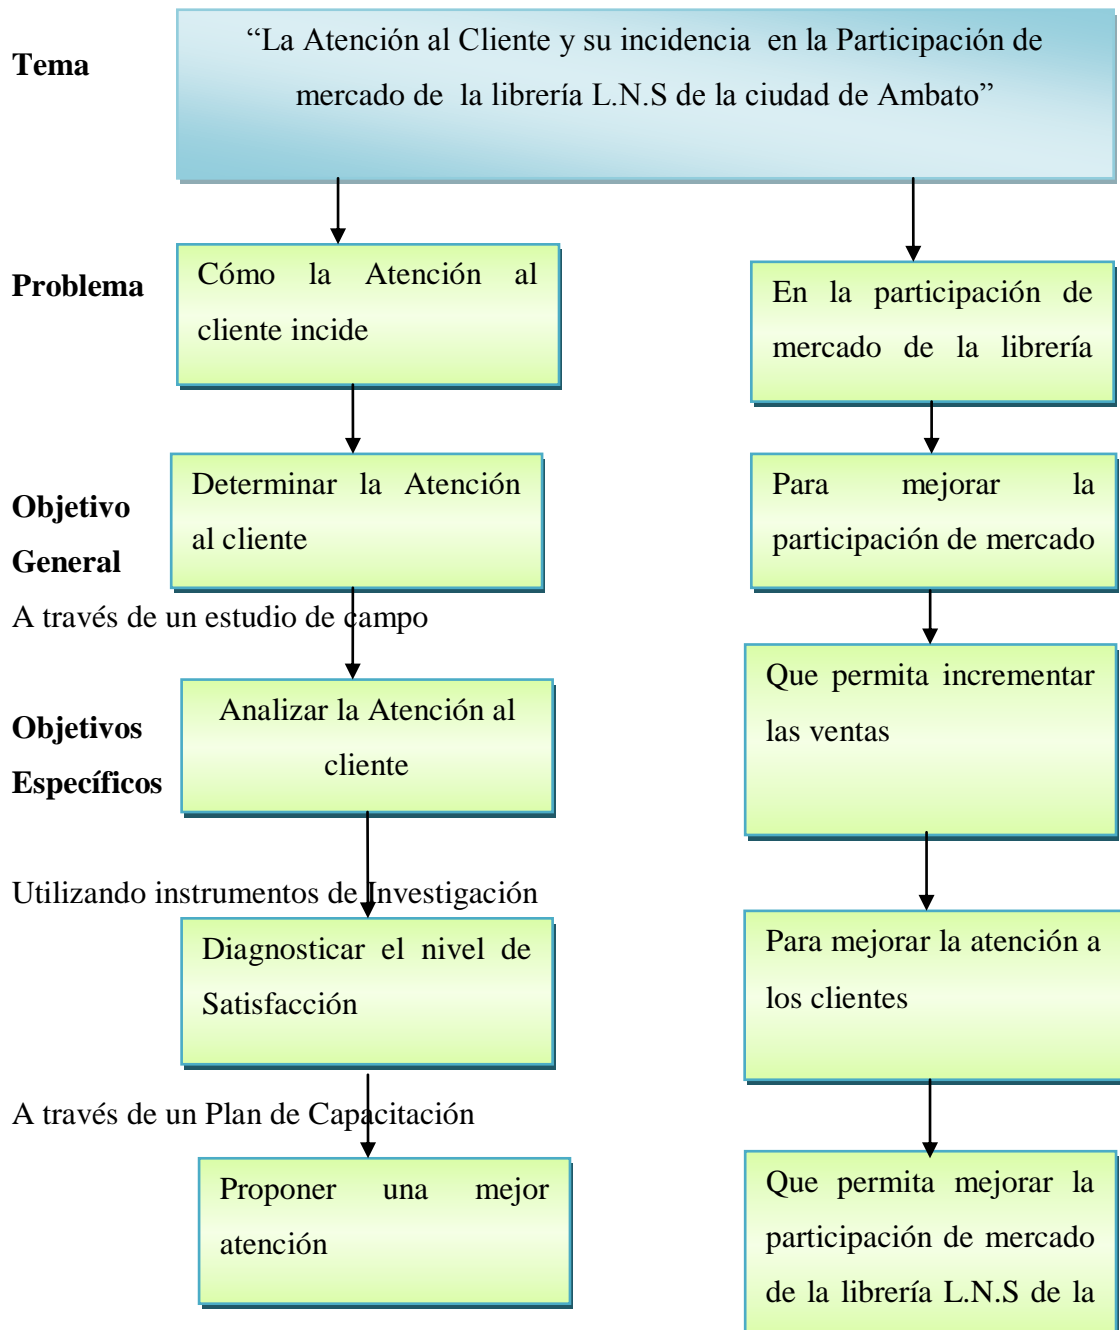 “La Atención al Cliente y su incidencia en la Participación de
Tema
mercado de la librería L.N.S de la ciudad de Ambato”
Problema
Cómo la Atención al
cliente incide
En la participación de
mercado de la librería
Objetivo
General
Determinar la Atención
al cliente
Para mejorar la
participación de mercado
A través de un estudio de campo
Objetivos
Específicos
Analizar la Atención al
cliente
Que permita incrementar
las ventas
Utilizando instrumentos de Investigación
Diagnosticar el nivel de
Satisfacción
Para mejorar la atención a
los clientes
A través de un Plan de Capacitación
Proponer una mejor
atención
Que permita mejorar la
participación de mercado
de la librería L.N.S de la